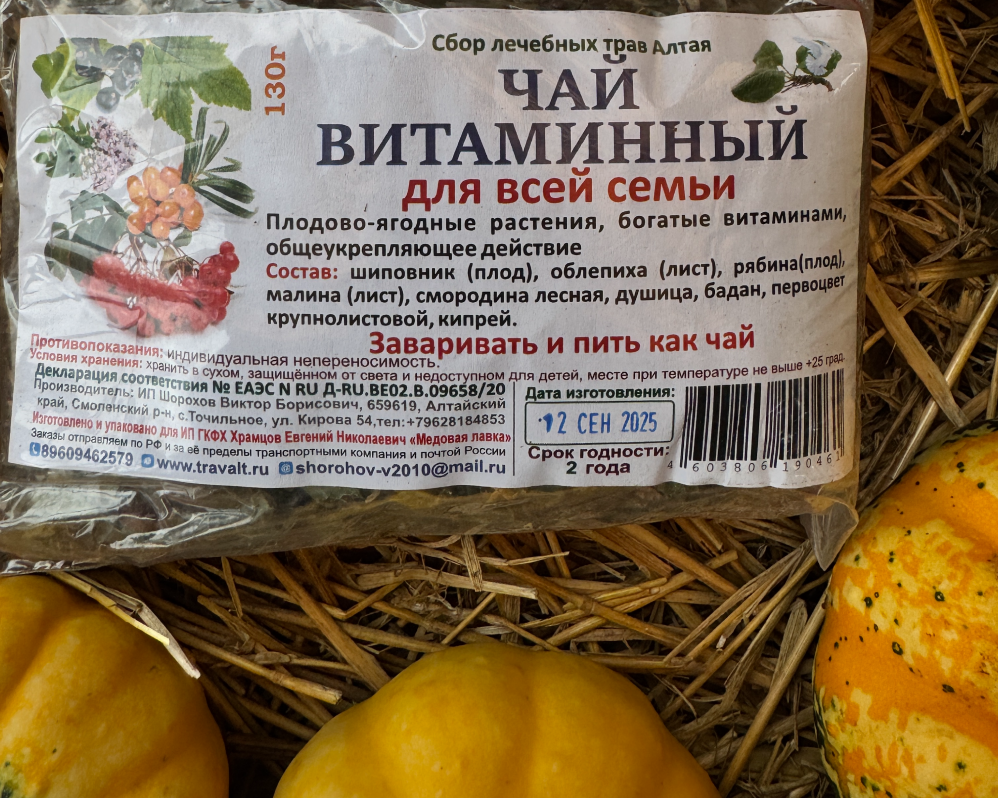 130г
Сбор лечебных трав Алтая
ЧАЙ
ВИТАМИННЫЙ
для всей семьи
Плодово-ягодные растения, богатые витаминами,
общеукрепляющее действие
Состав: шиповник (плод), облепиха (лист), рябина(плод),
малина (лист), смородина лесная, душица, бадан, первоцвет
крупнолистовой, кипрей.
Заваривать и пить как чай
Противопоказания: индивидуальная непереносимость.
Условия хранения: хранить в сухом, защищённом от света и недоступном для детей, месте при температуре не выше +25 град.
Декларация соответствия № ЕАЭС N RU Д-RU.ВЕ02.В.09658/20
Производитель: ИП Шорохов Виктор Борисович, 659619, Алтайский
край, Смоленский р-н, с.Точильное, ул. Кирова 54,тел:+79628184853
Изготовлено и упаковано для ИП ГКФХ Храмцов Евгений Николаевич «Медовая лавка»
Заказы отправляем по РФ и за её пределы транспортными компания и почтой России
89609462579 www.travalt.ru shorohov-v2010@mail.ru
Дата изготовления:
12 СЕН 2025
Срок годности:
2 года
4 603806 190461